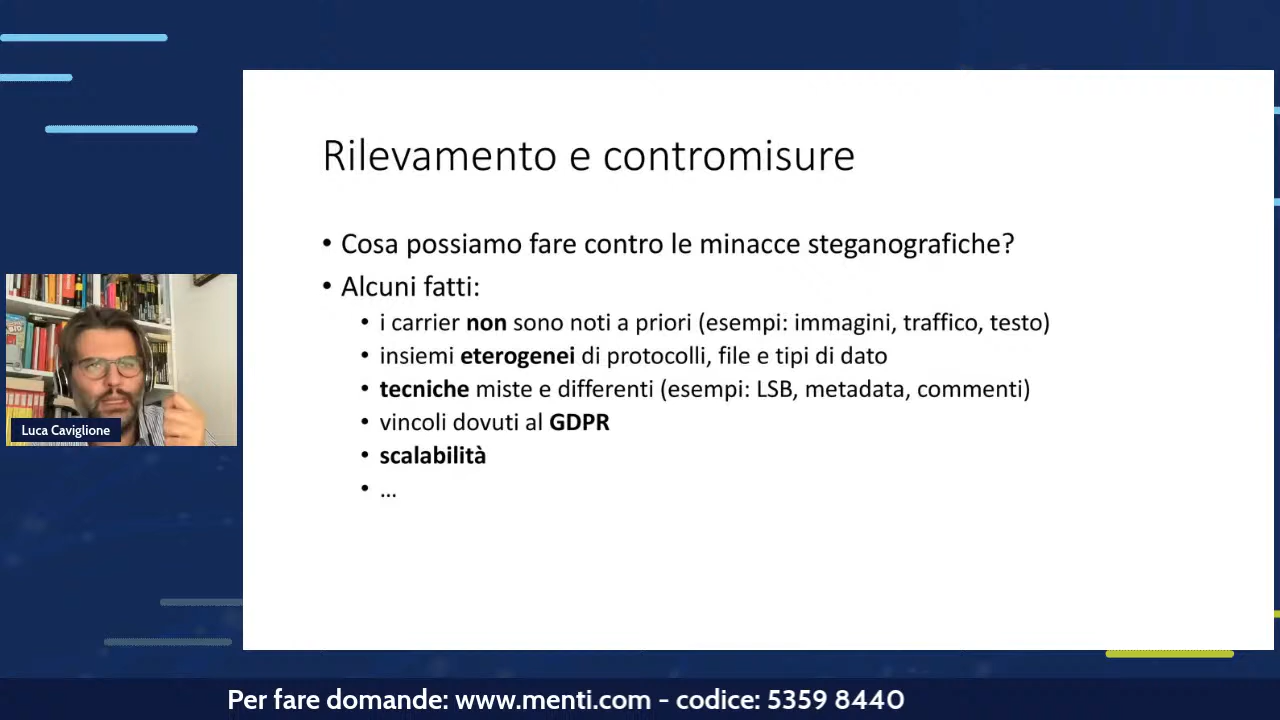 Rilevamento e contromisure
• Cosa possiamo fare contro le minacce steganografiche?
• Alcuni fatti:
• i carrier non sono noti a priori (esempi: immagini, traffico, testo)
• insiemi eterogenei di protocolli, file e tipi di dato
• tecniche miste e differenti (esempi: LSB, metadata, commenti)
• vincoli dovuti al GDPR
• scalabilità
• ...
Luca Caviglione
Per fare domande: www.menti.com - codice: 5359 8440